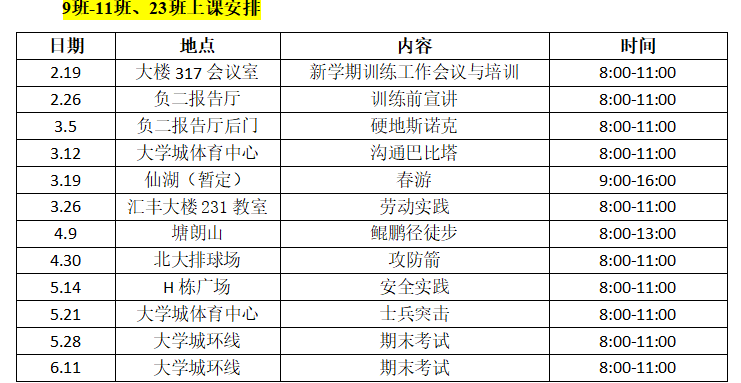 9班-11班、23班上课安排
日期 地点 内容 时间
2.19 大楼 317 会议室 新学期训练工作会议与培训 8:00-11:00
2.26 负二报告厅 训练前宣讲 8:00-11:00
3.5 负二报告厅后门 硬地斯诺克 8:00-11:00
3.12 大学城体育中心 沟通巴比塔 8:00-11:00
3.19 仙湖（暂定） 春游 9:00-16:00
3.26 汇丰大楼 231 教室 劳动实践 8:00-11:00
4.9 塘朗山 鲲鹏径徒步 8:00-13:00
4.30 北大排球场 攻防箭 8:00-11:00
5.14 H 栋广场 安全实践 8:00-11:00
5.21 大学城体育中心 士兵突击 8:00-11:00
5.28 大学城环线 期末考试 8:00-11:00
6.11 大学城环线 期末考试 8:00-11:00